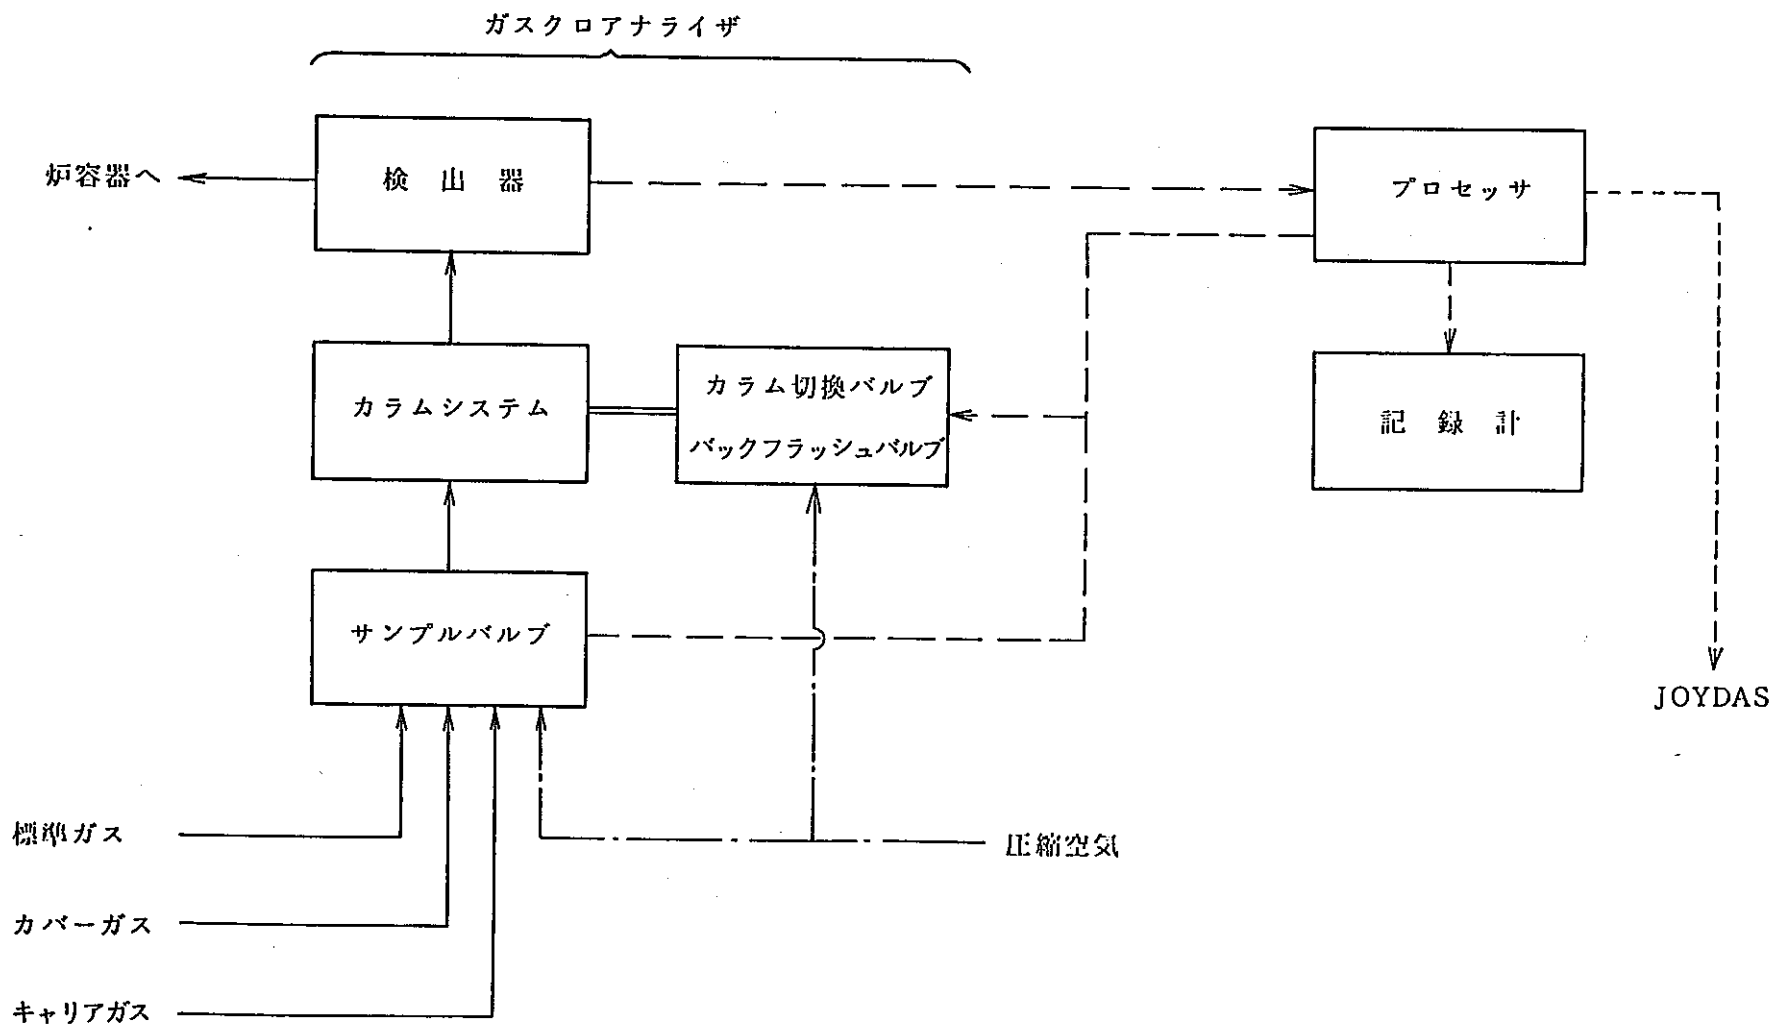 ガスクロアナライザ
炉容器へ
検出器
プロセッサ
カラムシステム
カラム切換バルブ
バックフラッシュバルブ
記録計
サンプルバルブ
JOYDAS
標準ガス
圧縮空気
カバーガス
キャリアガス